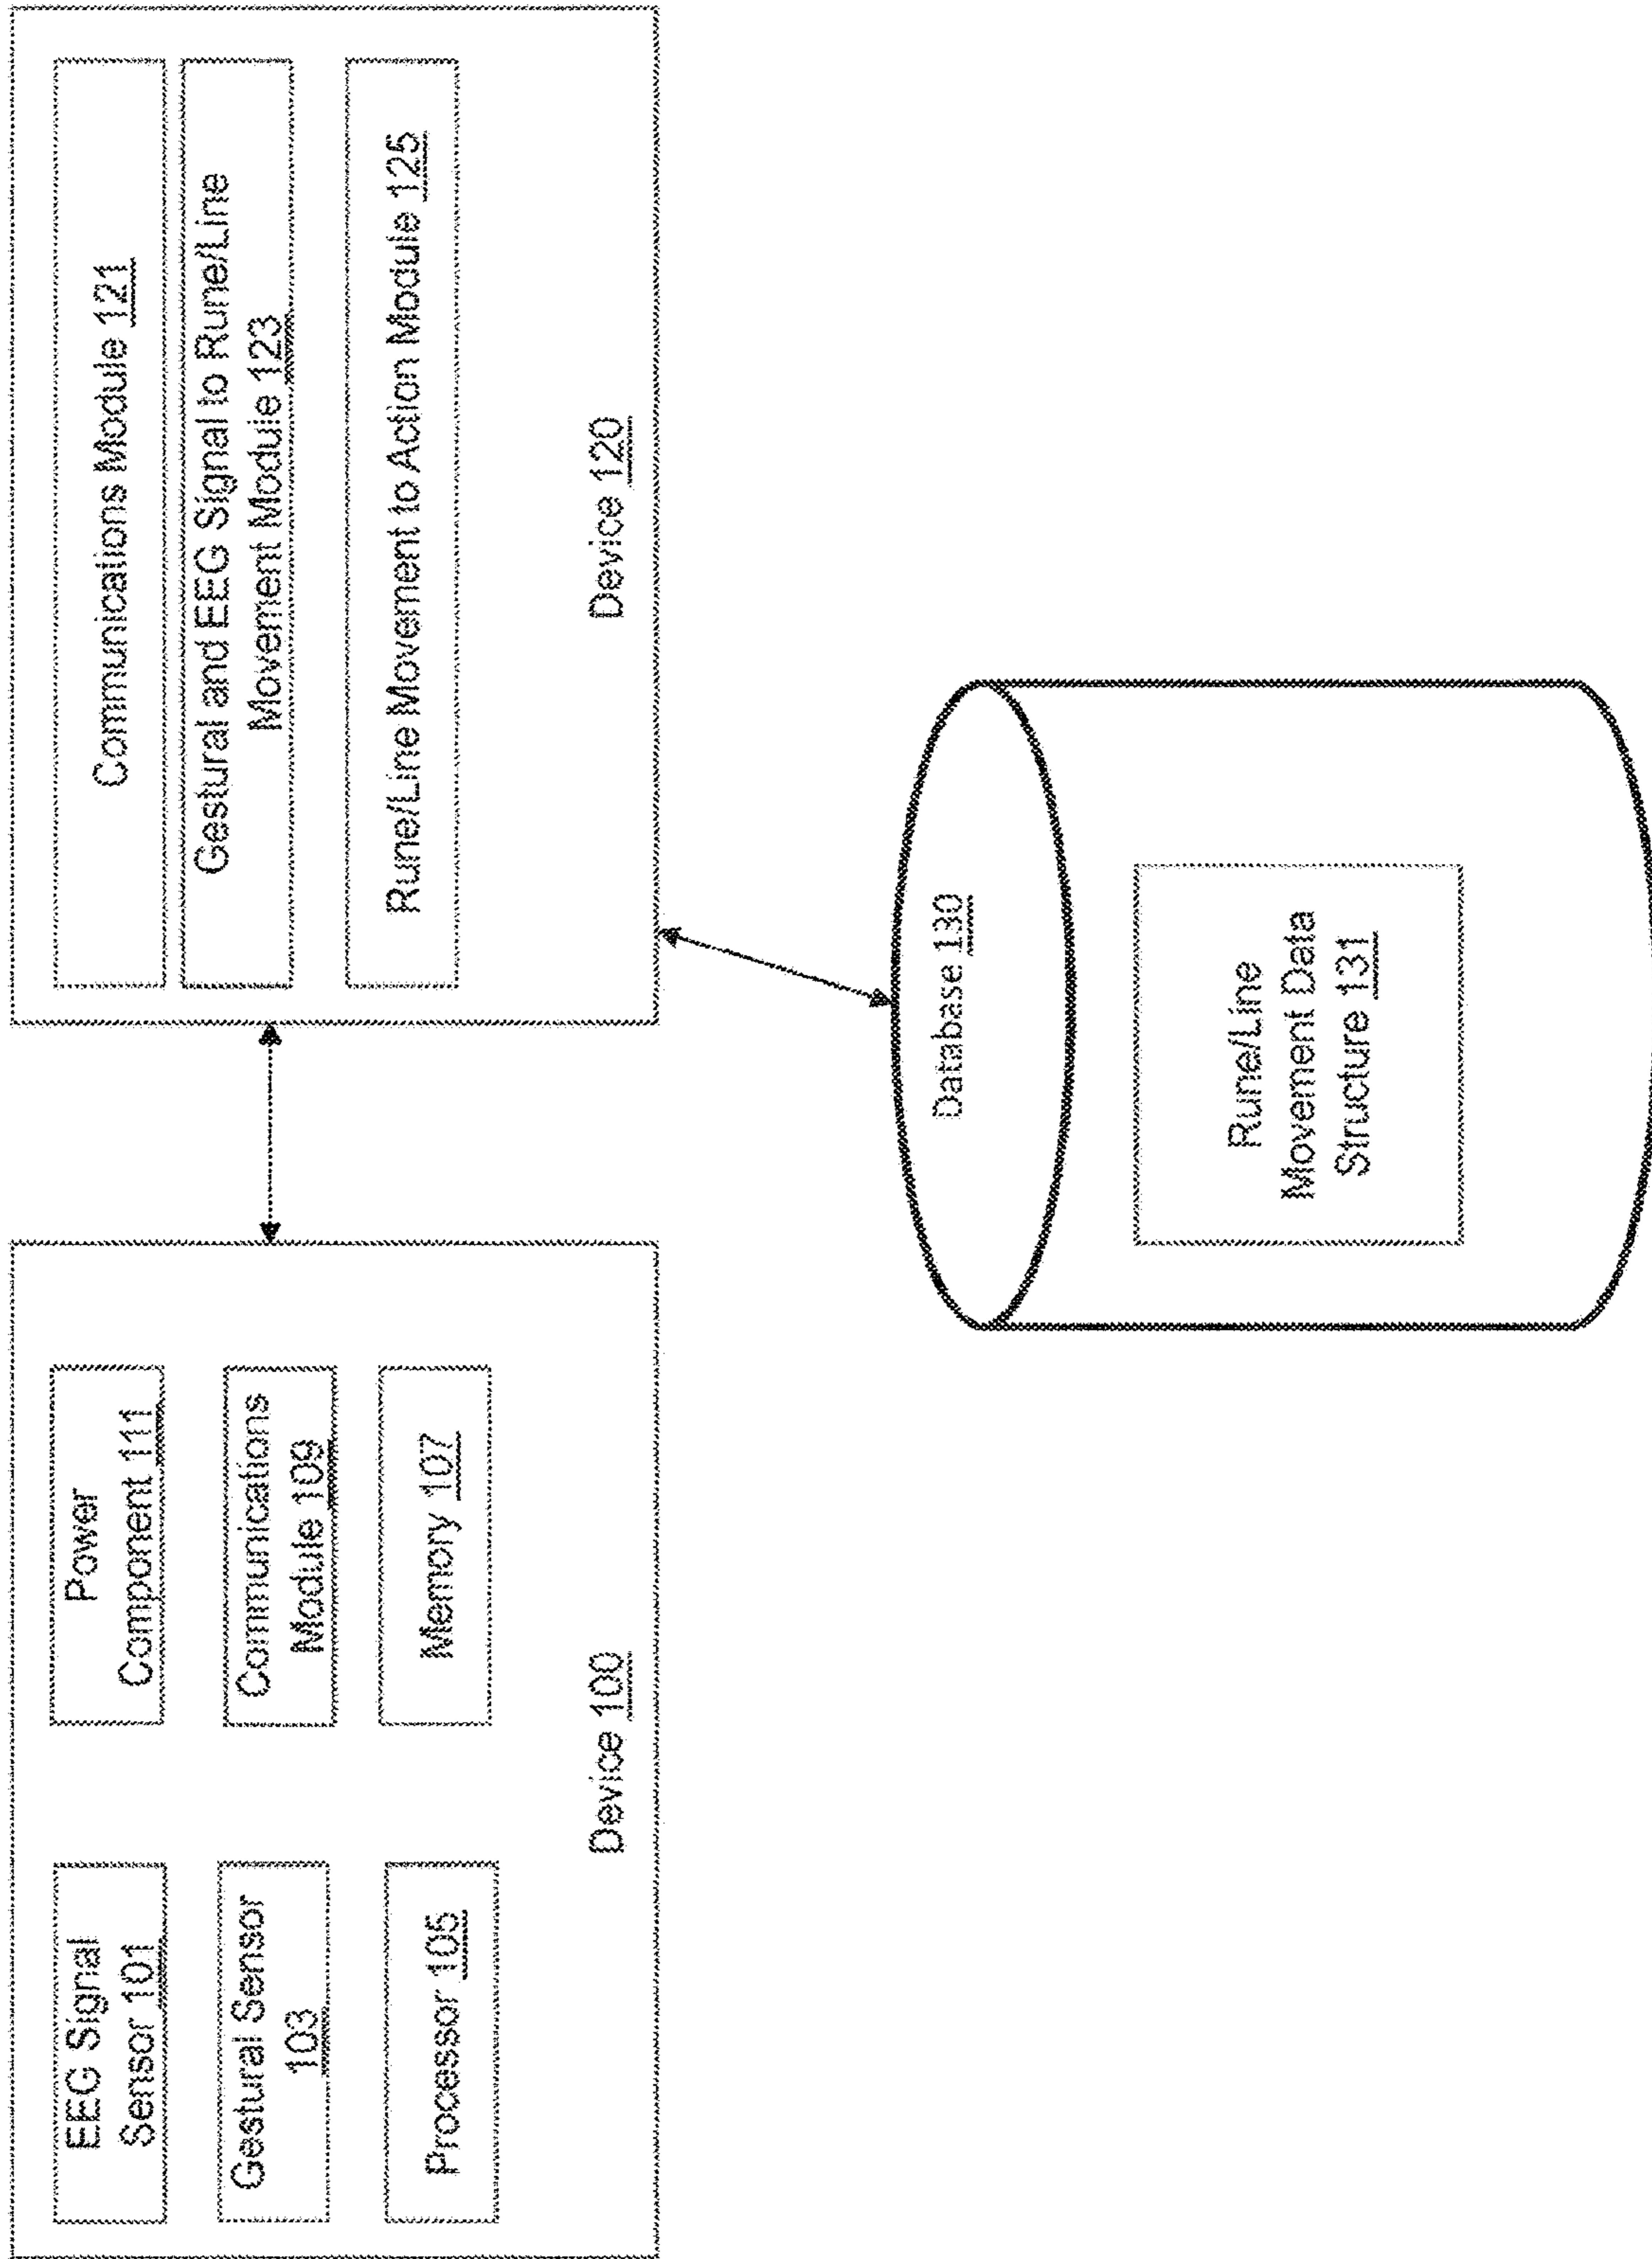 EEG Signal
Sensor 101
Power
Component 111
Gestural Sensor
103
Communications
Module 109
Processor 105
Memory 107
Device 100
Communications Module 121
Gestural and EEG Signal to Rune/Line
Movement Module 123
Rune/Line Movement to Action Module 125
Device 120
Database 130
Rune/Line
Movement Data
Structure 131